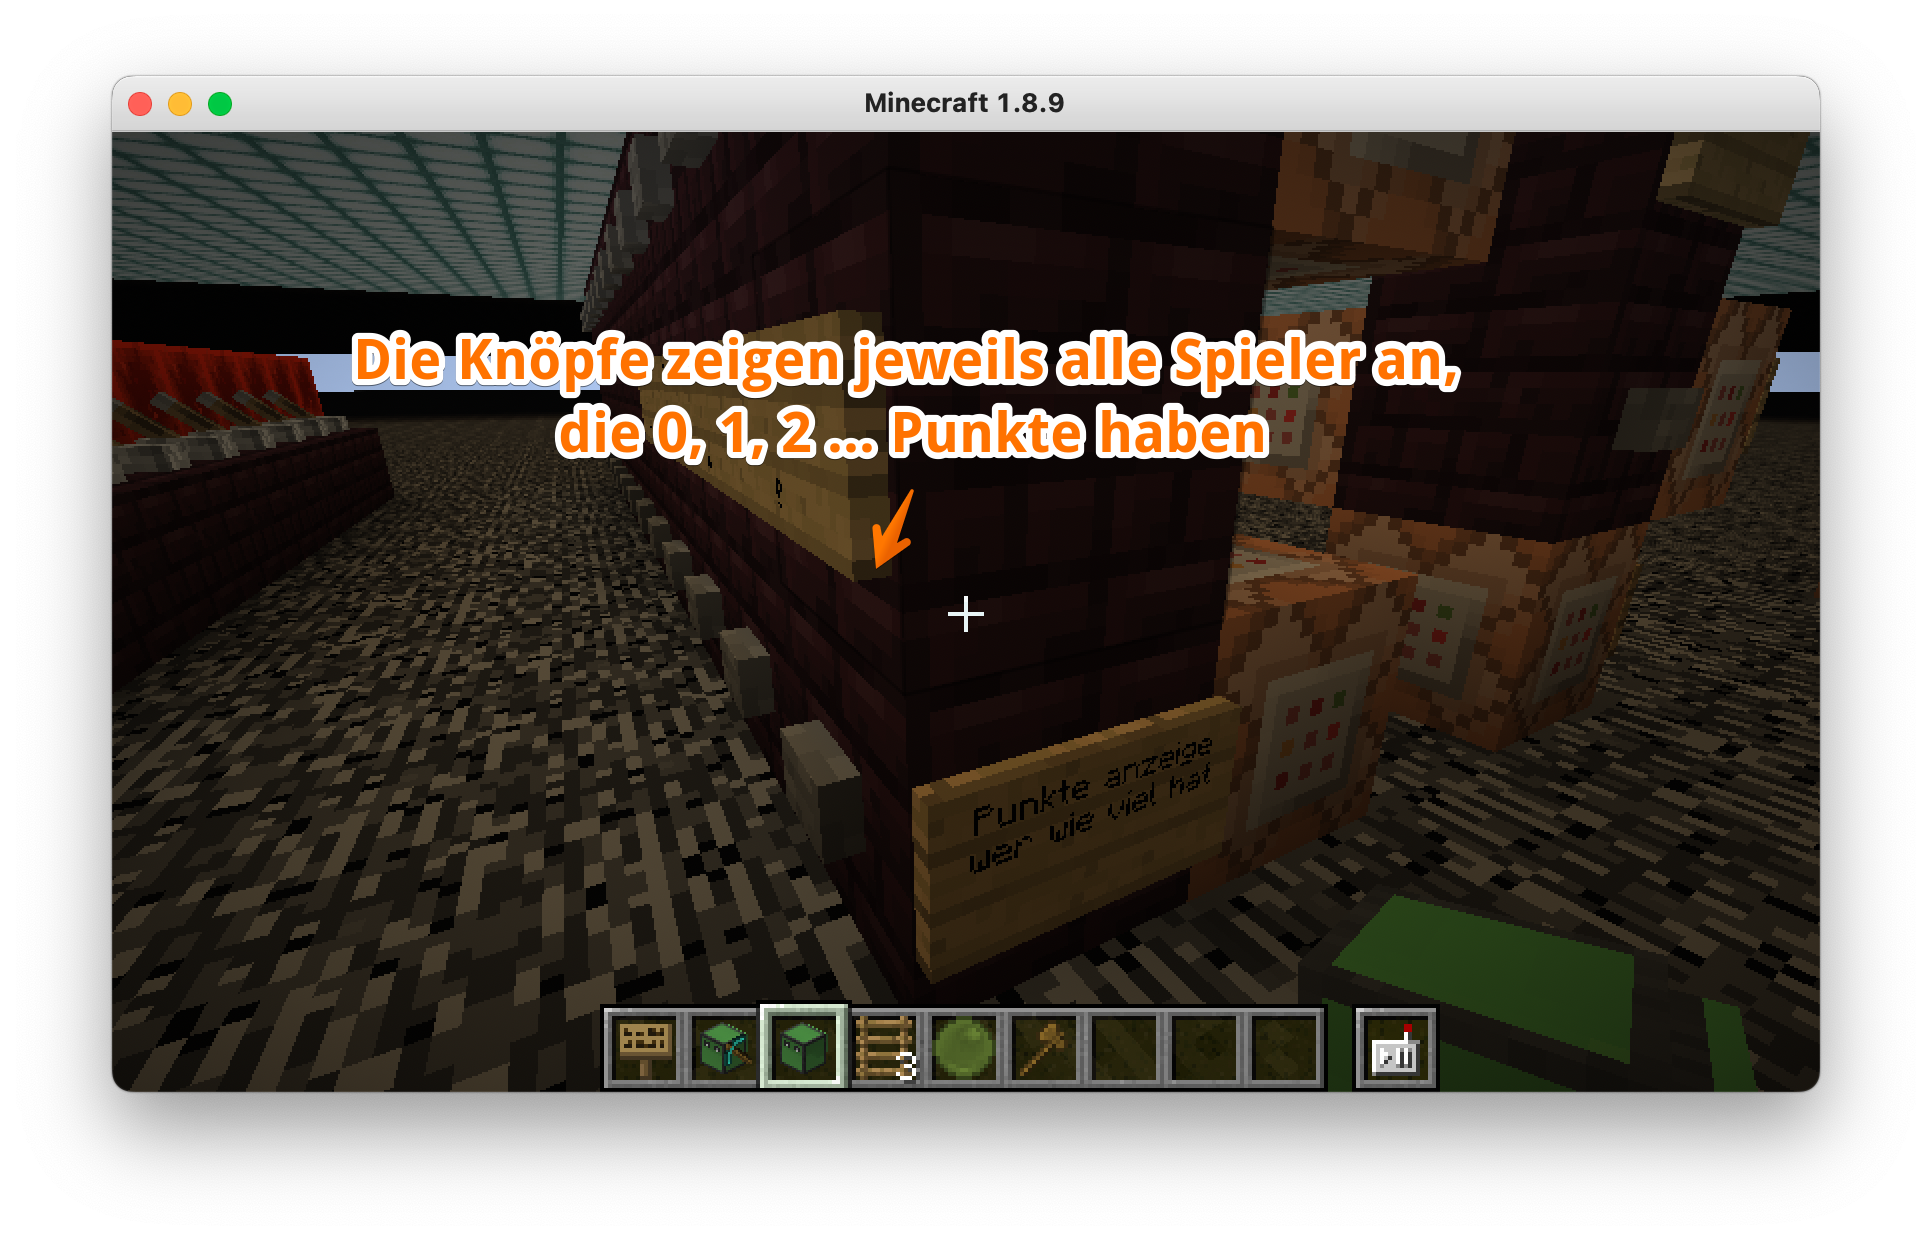 Minecraft 1.8.9
Die Knöpfe zeigen jeweils alle Spieler an,
die 0, 1, 2 ... Punkte haben
Punkte anzeige
wer wie viel hat
3